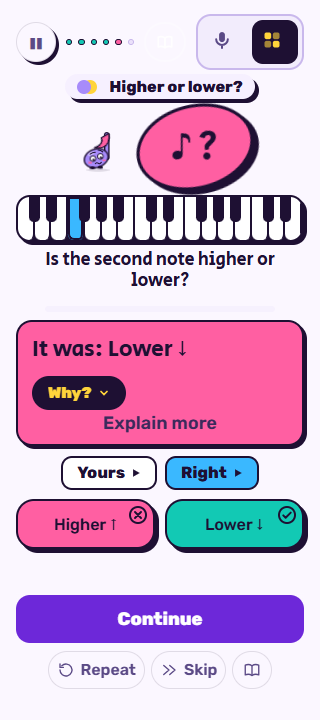 Higher or lower?
♪?
Is the second note higher or
lower?
It was: Lower ↓
Why?
Explain more
Yours
Right
Higher ↑
Lower ↓
Continue
Repeat
Skip